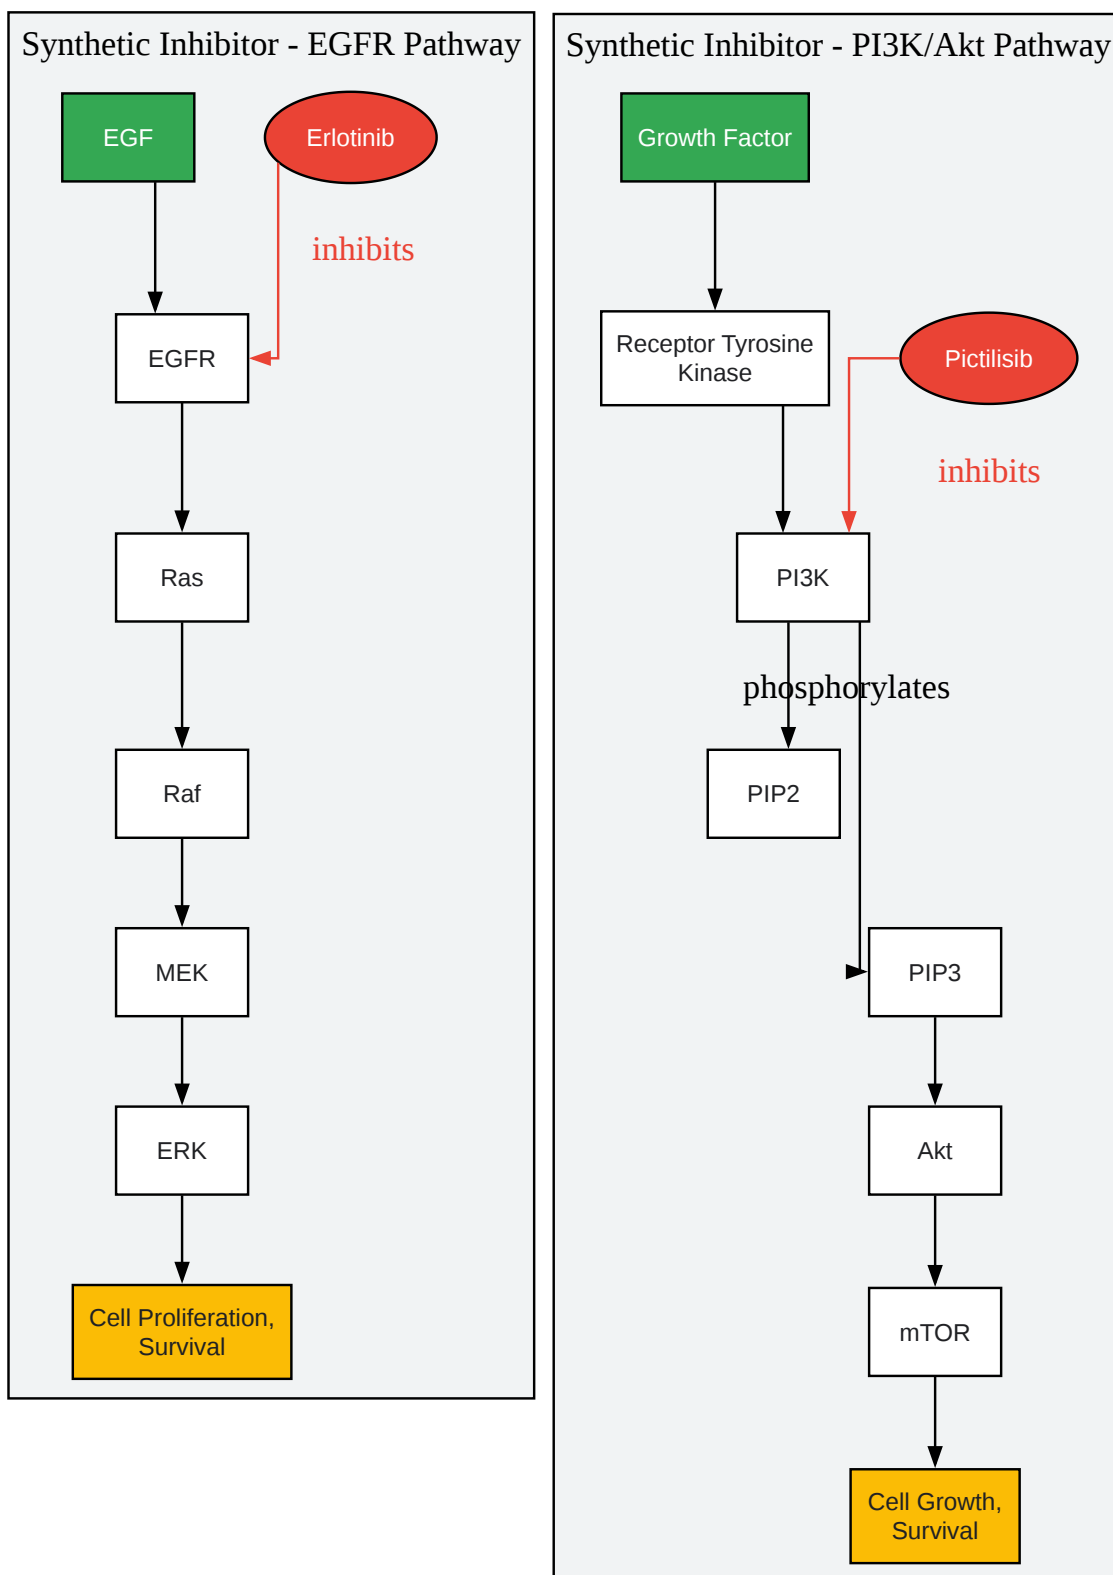 Synthetic Inhibitor - EGFR Pathway
EGF
Erlotinib
inhibits
EGFR
Ras
Raf
MEK
ERK
Cell Proliferation,
Survival
Synthetic Inhibitor - PI3K/Akt Pathway
Growth Factor
Receptor Tyrosine
Kinase
Pictilisib
inhibits
PI3K
phosphorylates
PIP2
PIP3
Akt
mTOR
Cell Growth,
Survival